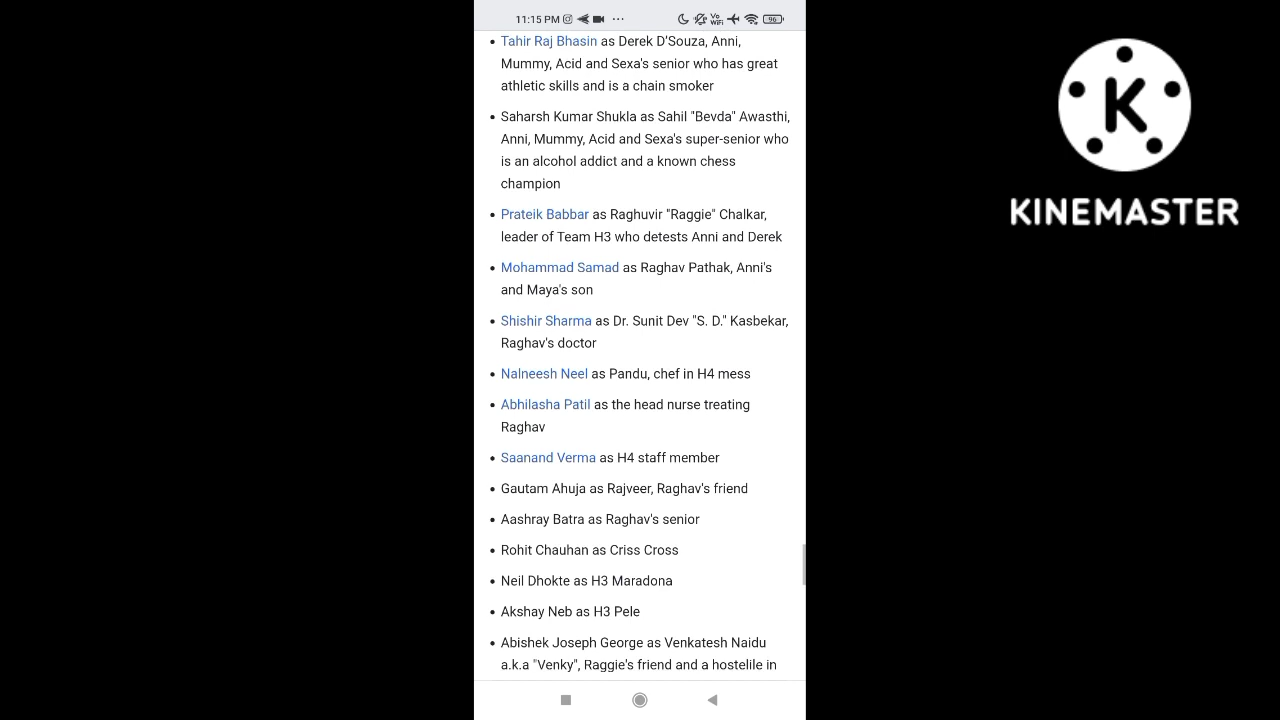 11:15 PM
Vo
WiFi
96
Tahir Raj Bhasin as Derek D'Souza, Anni,
Mummy, Acid and Sexa's senior who has great
athletic skills and is a chain smoker
Saharsh Kumar Shukla as Sahil "Bevda" Awasthi,
Anni, Mummy, Acid and Sexa's super-senior who
is an alcohol addict and a known chess
champion
Prateik Babbar as Raghuvir "Raggie" Chalkar,
leader of Team H3 who detests Anni and Derek
Mohammad Samad as Raghav Pathak, Anni's
and Maya's son
Shishir Sharma as Dr. Sunit Dev "S. D." Kasbekar,
Raghav's doctor
Nalneesh Neel as Pandu, chef in H4 mess
Abhilasha Patil as the head nurse treating
Raghav
Saanand Verma as H4 staff member
Gautam Ahuja as Rajveer, Raghav's friend
Aashray Batra as Raghav's senior
Rohit Chauhan as Criss Cross
Neil Dhokte as H3 Maradona
Akshay Neb as H3 Pele
Abishek Joseph George as Venkatesh Naidu
a.k.a "Venky", Raggie's friend and a hostelile in
K
KINEMASTER